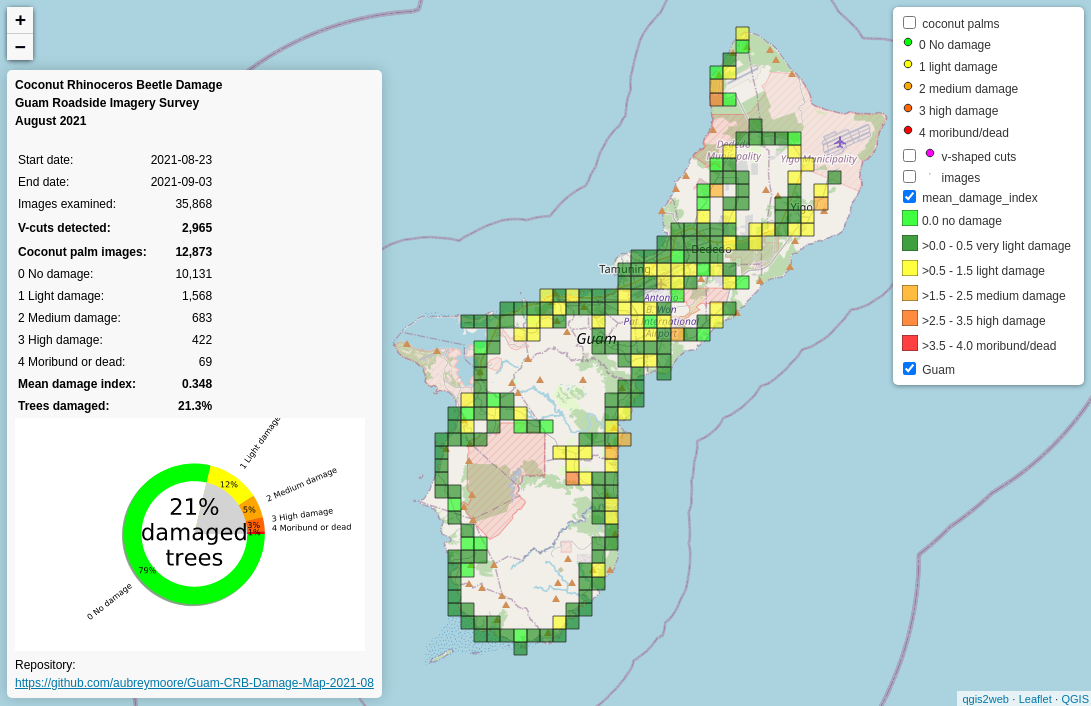 +
−
Coconut Rhinoceros Beetle Damage
Guam Roadside Imagery Survey
August 2021
Start date: 2021-08-23
End date: 2021-09-03
Images examined: 35,868
V-cuts detected: 2,965
Coconut palm images: 12,873
0 No damage: 10,131
1 Light damage: 1,568
2 Medium damage: 683
3 High damage: 422
4 Moribund or dead: 69
Mean damage index: 0.348
Trees damaged: 21.3%
1 Light damage
2 Medium damage
3 High damage
4 Moribund or dead
0 No damage
12%
5%
3%
1%
79%
21%
damaged
trees
Repository:
https://github.com/aubreymoore/Guam-CRB-Damage-Map-2021-08
Dededo
Municipality
Yigo Municipality
Yigo
Dededo
Tamuning
Antonio
B. Won
Pat International
Airport
Guam
coconut palms
0 No damage
1 light damage
2 medium damage
3 high damage
4 moribund/dead
v-shaped cuts
images
mean_damage_index
0.0 no damage
>0.0 - 0.5 very light damage
>0.5 - 1.5 light damage
>1.5 - 2.5 medium damage
>2.5 - 3.5 high damage
>3.5 - 4.0 moribund/dead
Guam
qgis2web · Leaflet · QGIS